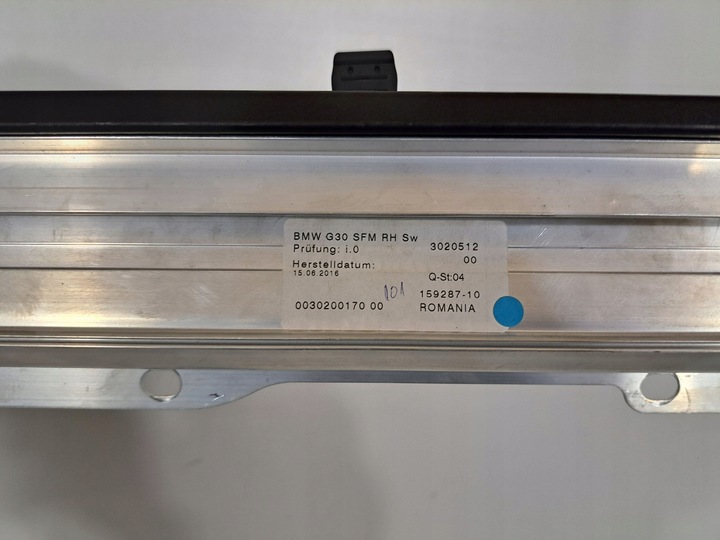 BMW G30 SFM RH Sw
Prüfung: i.0 3020512
00
Herstelldatum:
15.06.2016 Q-St:04
101 159287-10
0030200170 00 ROMANIA